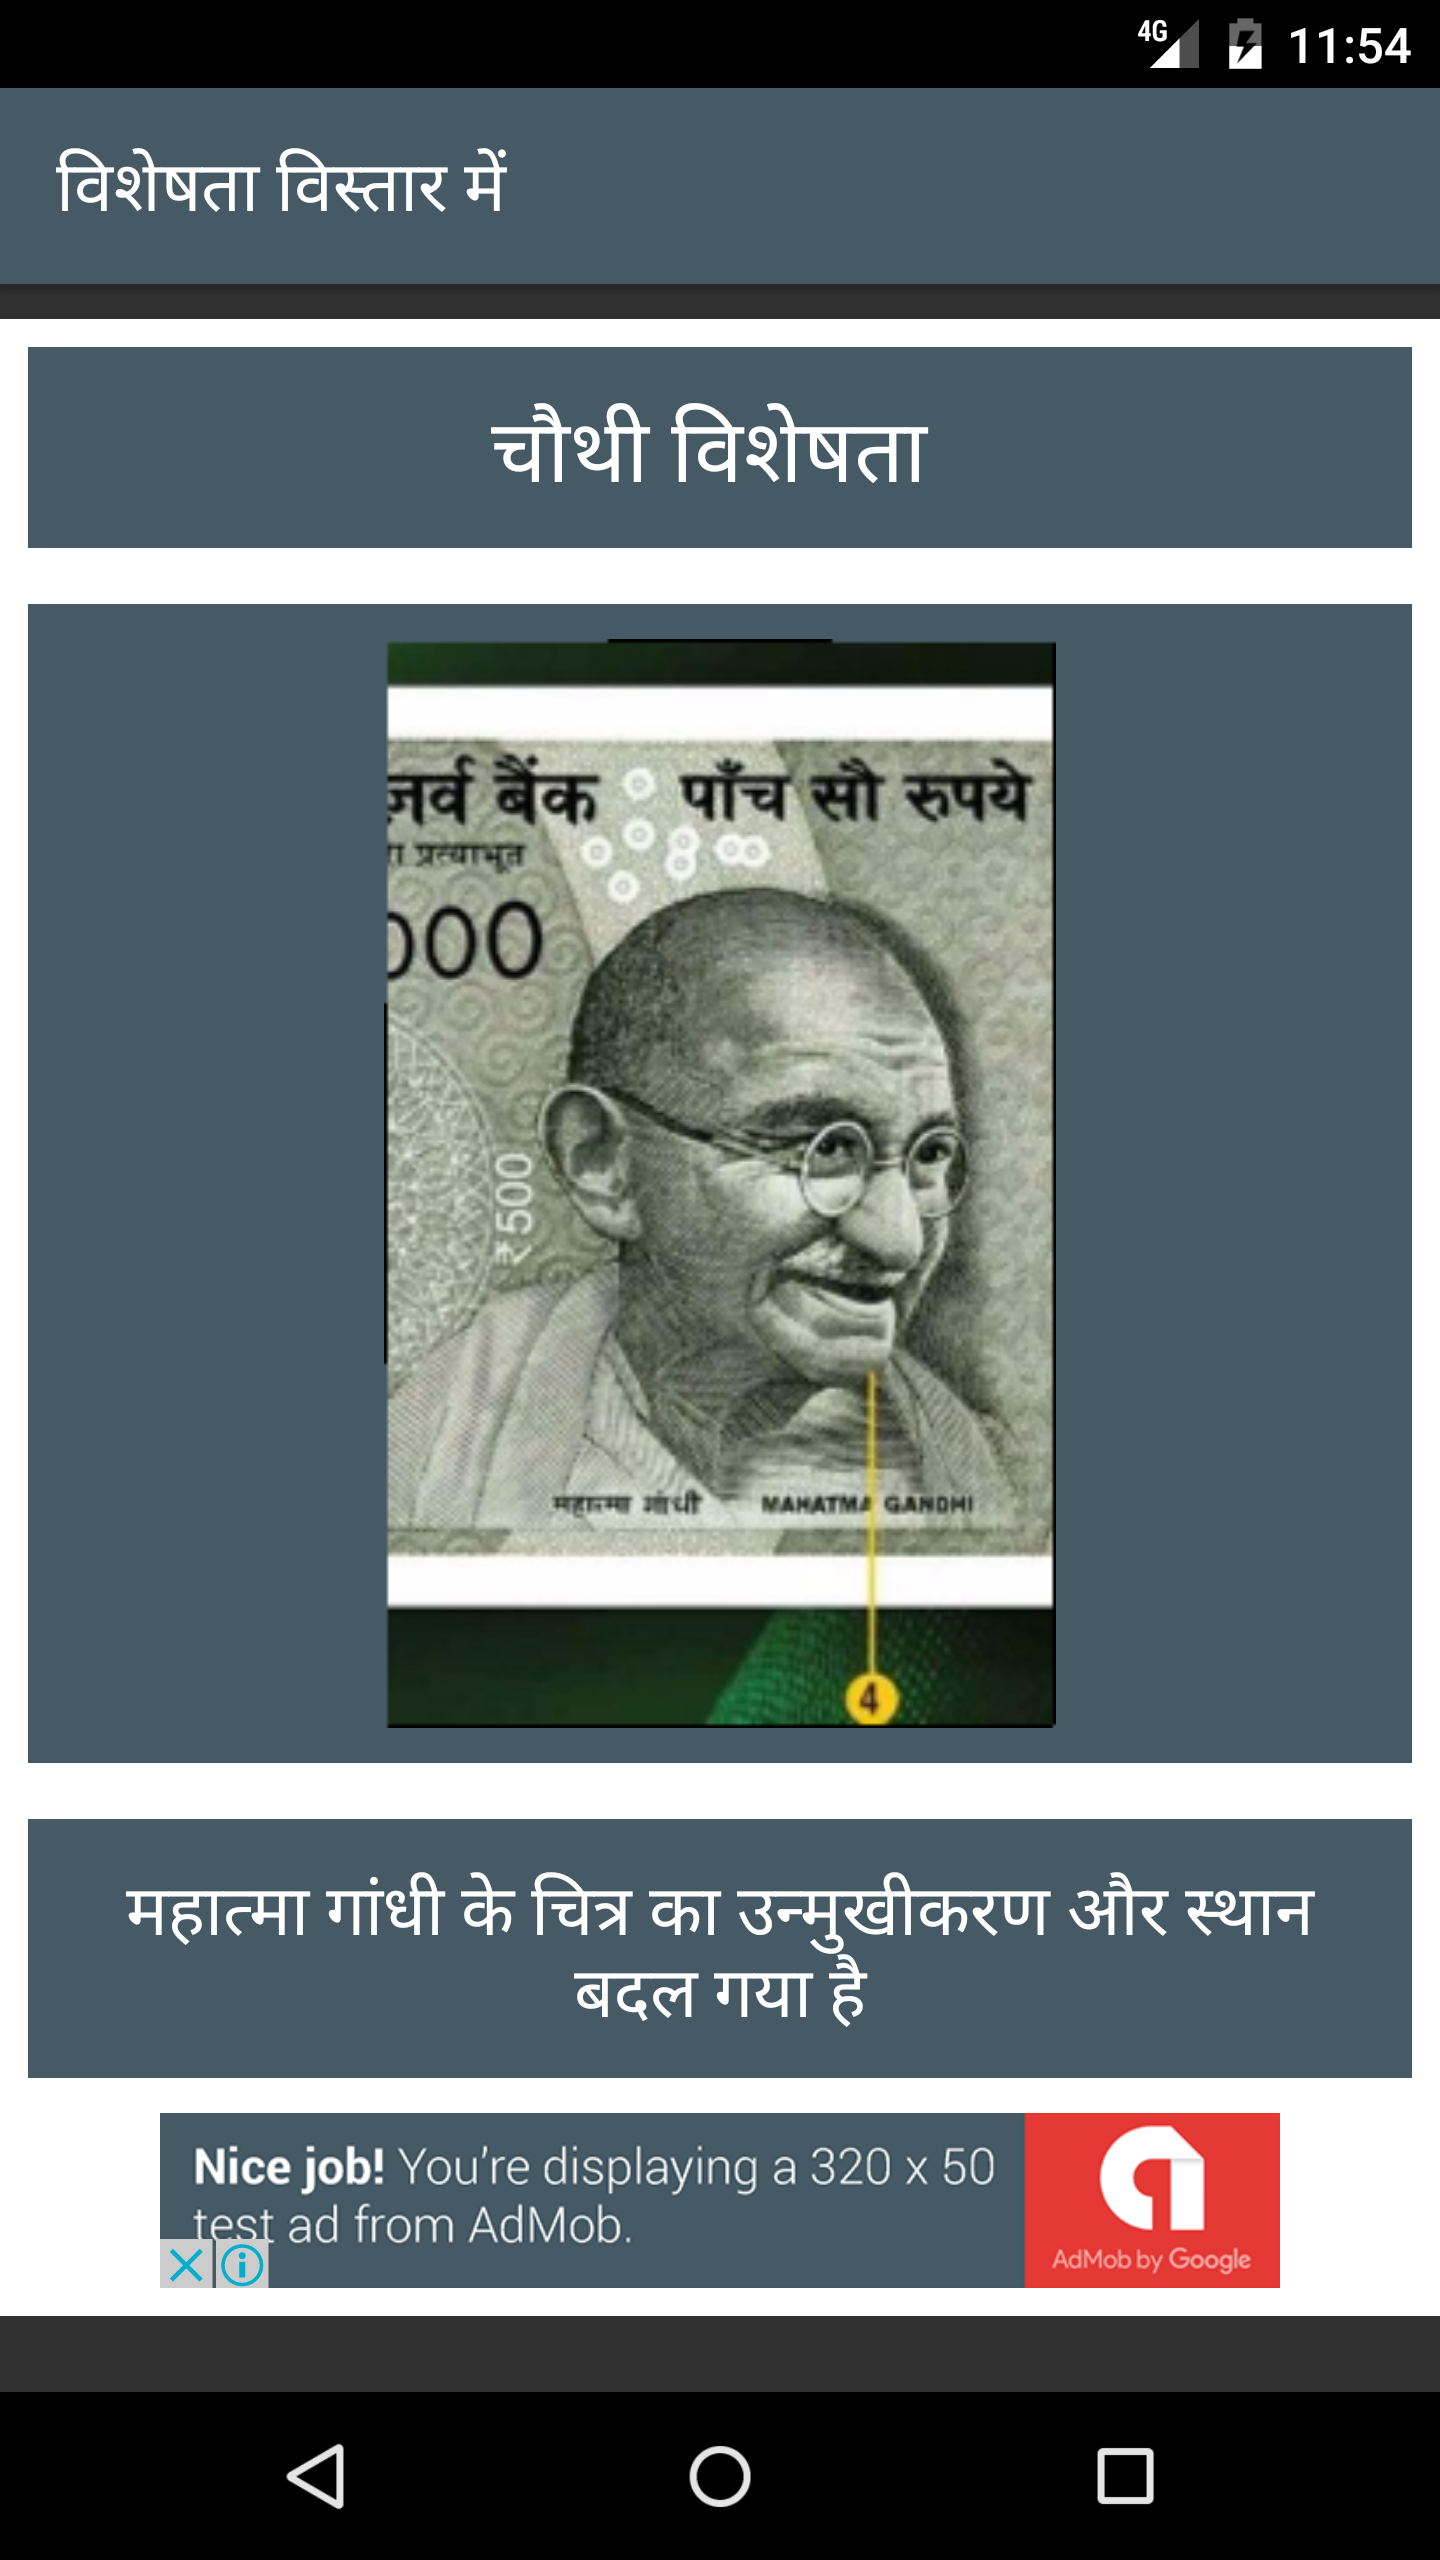 4G 11:54
विशेषता विस्तार में
चौथी विशेषता
बैंक पाँच सौ रुपये
प्रत्याभूत
000
₹500
महात्मा गांधी MAHATMA GANDHI
4
महात्मा गांधी के चित्र का उन्मुखीकरण और स्थान
बदल गया है
Nice job! You're displaying a 320 x 50
test ad from AdMob.
AdMob by Google